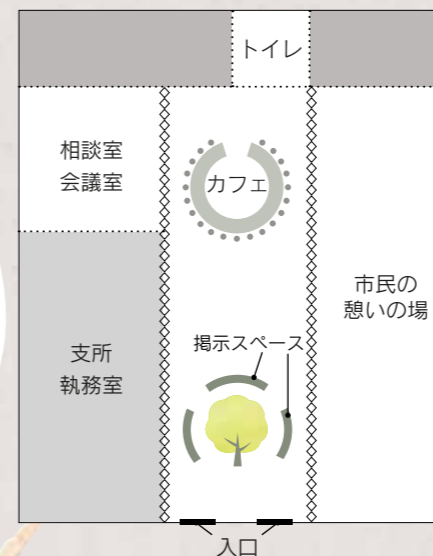 トイレ
相談室
会議室
カフェ
市民の
憩いの場
掲示スペース
支所
執務室
入口